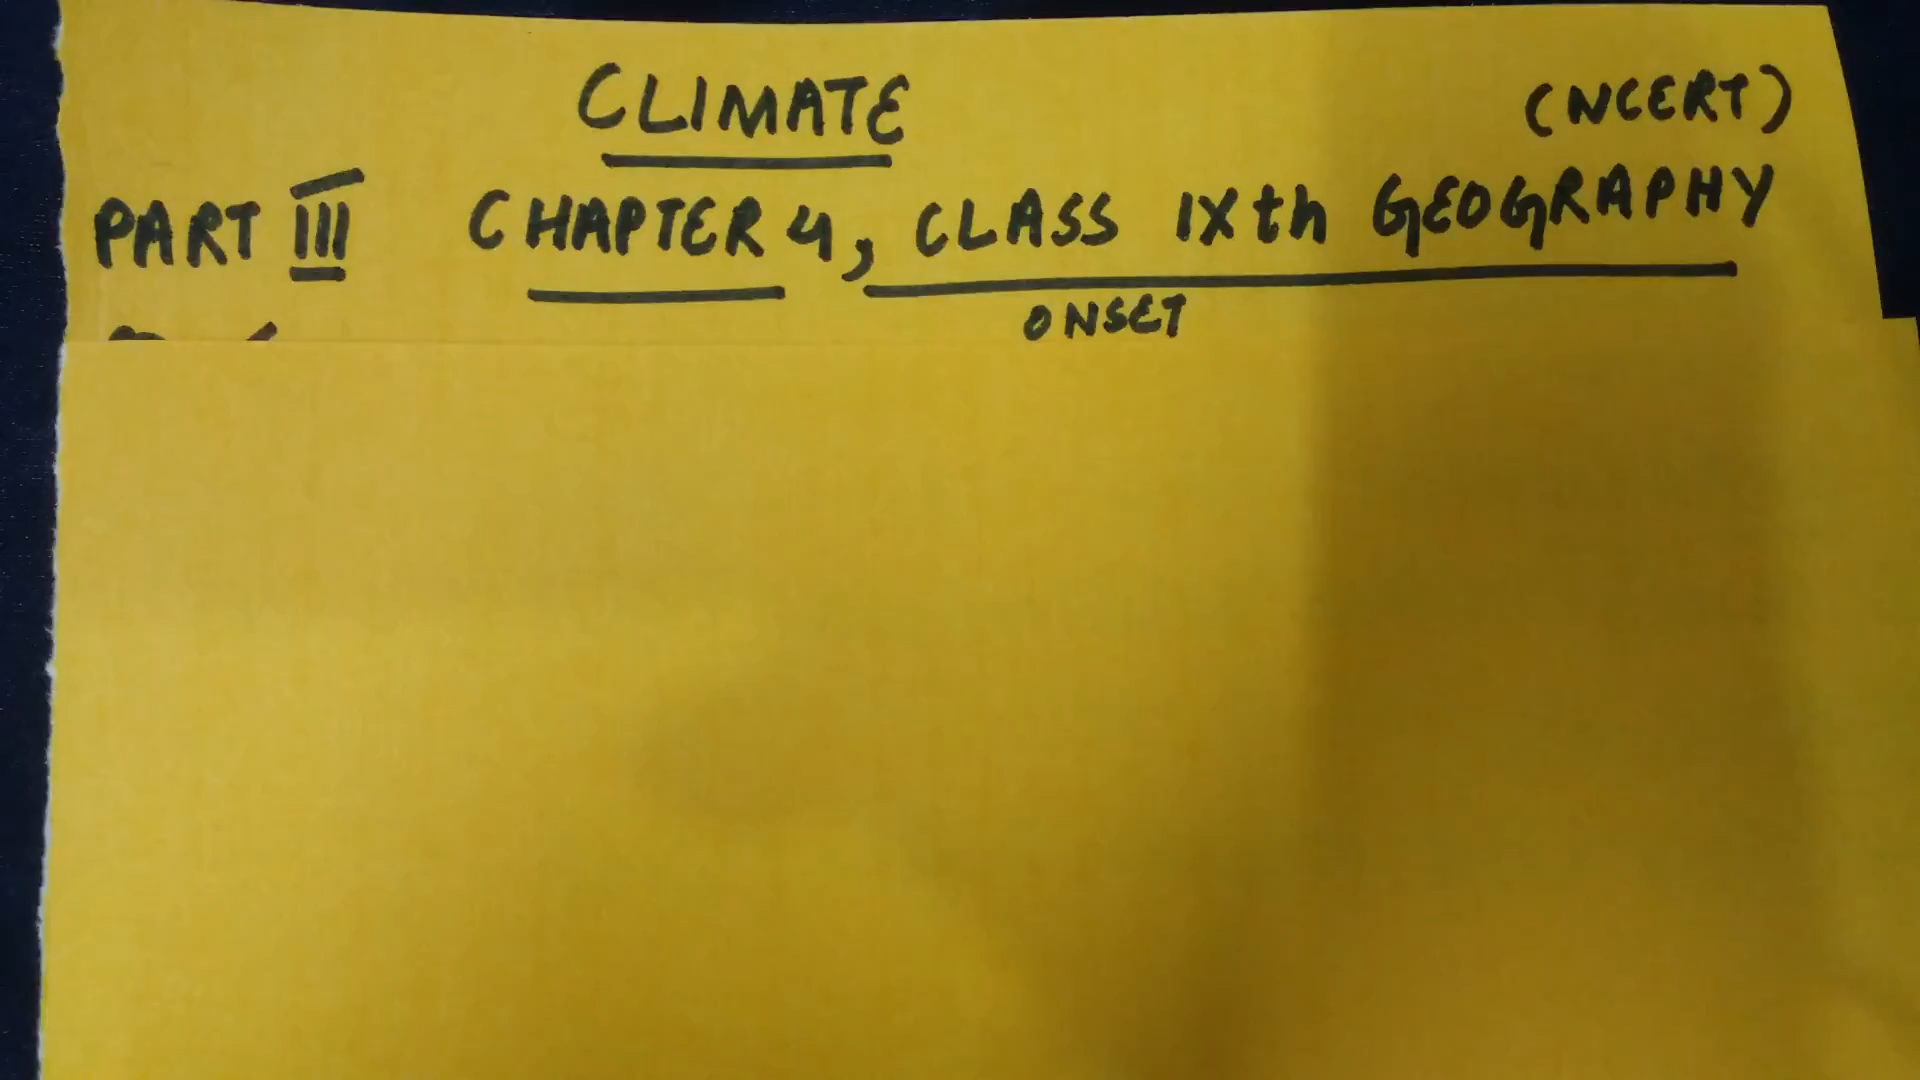 CLIMATE (NCERT)
PART III CHAPTER 4, CLASS IXth GEOGRAPHY
ONSET